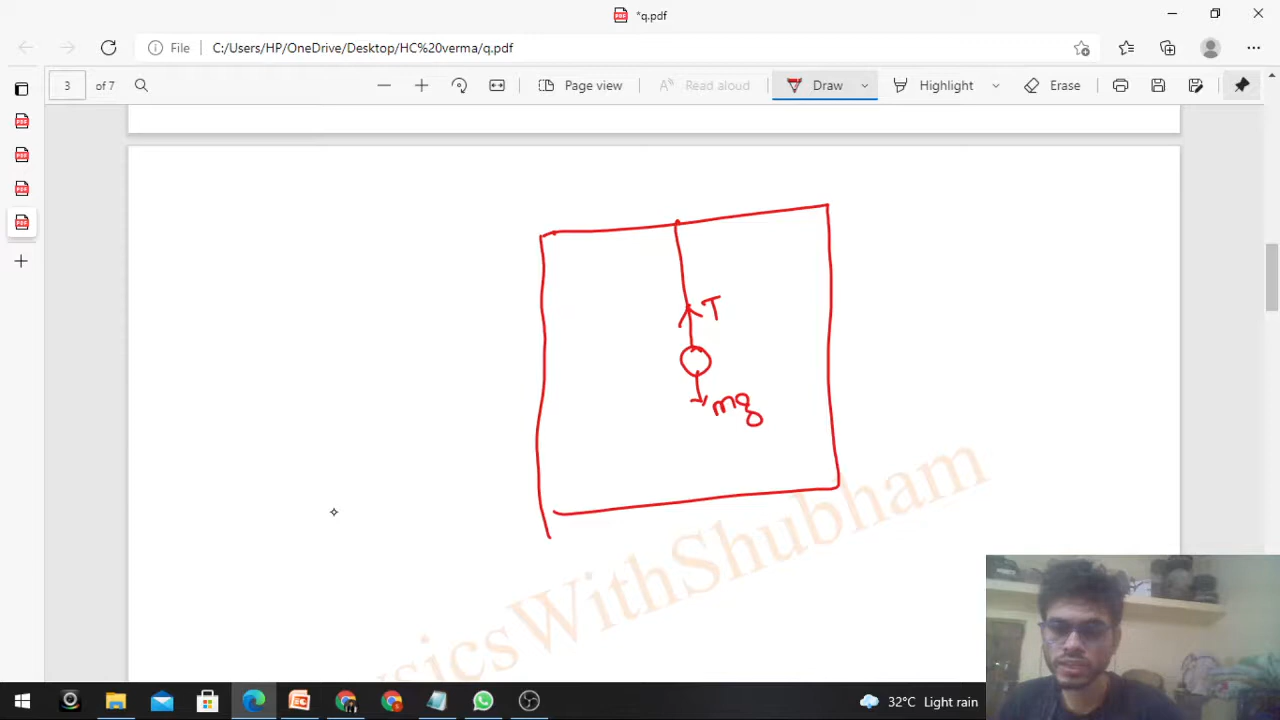 *q.pdf
File C:/Users/HP/OneDrive/Desktop/HC%20verma/q.pdf
3 of 7 Page view Read aloud Draw Highlight Erase
T
mg
sicsWithShubham
32°C Light rain